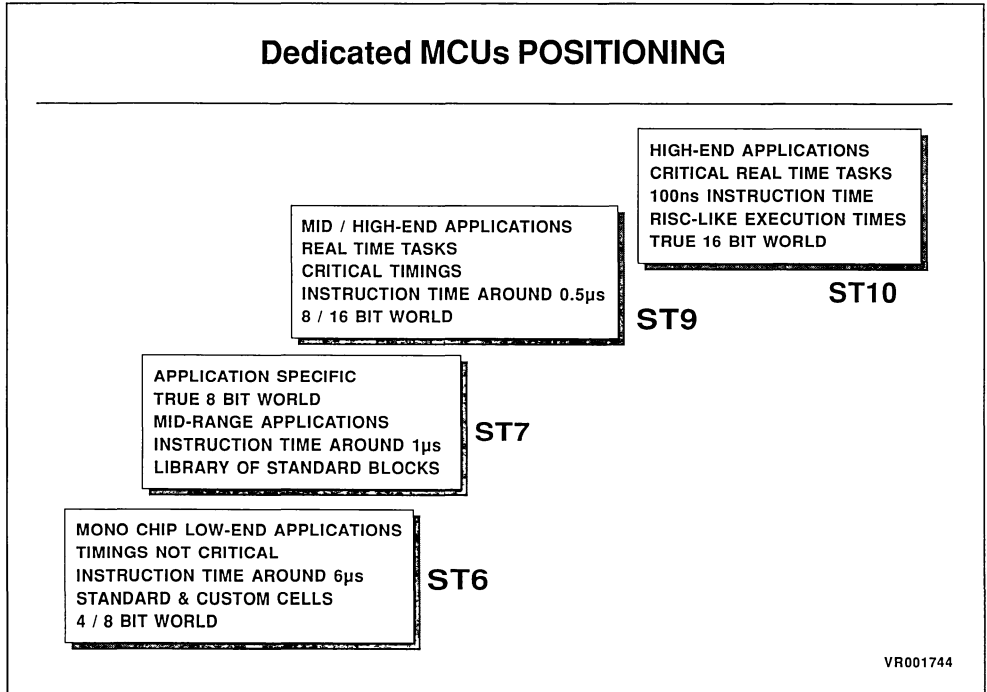 Dedicated MCUs POSITIONING
HIGH-END APPLICATIONS
CRITICAL REAL TIME TASKS
100ns INSTRUCTION TIME
RISC-LIKE EXECUTION TIMES
TRUE 16 BIT WORLD
ST10
MID / HIGH-END APPLICATIONS
REAL TIME TASKS
CRITICAL TIMINGS
INSTRUCTION TIME AROUND 0.5µs
8 / 16 BIT WORLD
ST9
APPLICATION SPECIFIC
TRUE 8 BIT WORLD
MID-RANGE APPLICATIONS
INSTRUCTION TIME AROUND 1µs
LIBRARY OF STANDARD BLOCKS
ST7
MONO CHIP LOW-END APPLICATIONS
TIMINGS NOT CRITICAL
INSTRUCTION TIME AROUND 6µs
STANDARD & CUSTOM CELLS
4 / 8 BIT WORLD
ST6
VR001744